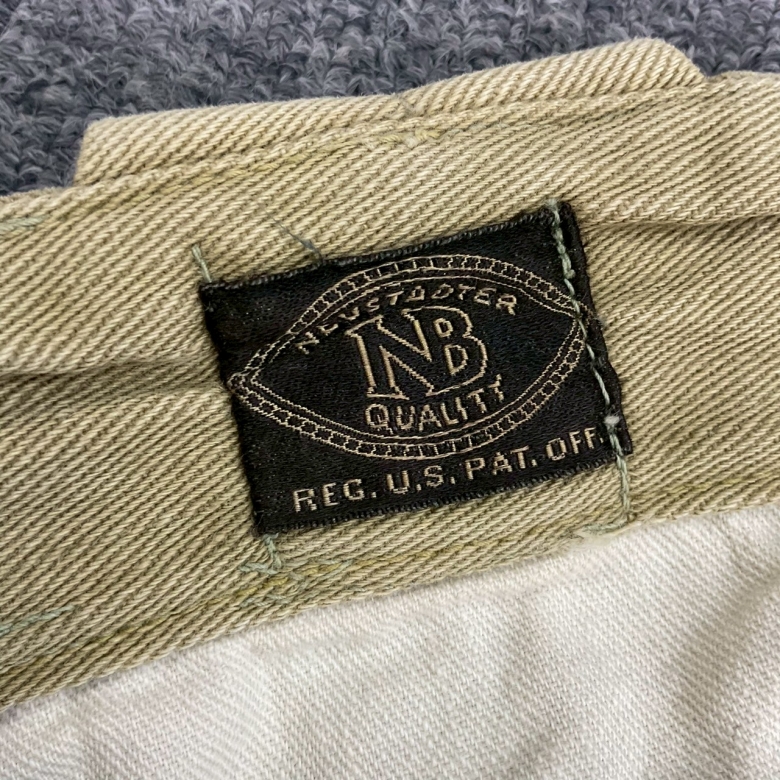 NEUSTADTER
NB
QUALITY
REG. U.S. PAT. OFF.